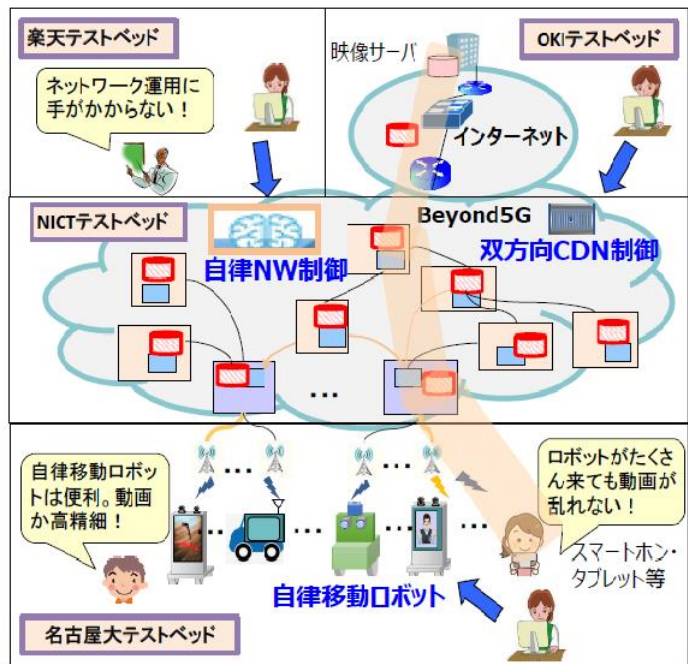 楽天テストベッド
ネットワーク運用に
手がかからない！
映像サーバ
OKIテストベッド
インターネット
NICTテストベッド
Beyond5G
自律NW制御
双方向CDN制御
...
自律移動ロボッ
トは便利。動画
か高精細！
ロボットがたくさ
ん来ても動画が
乱れない！
...
...
...
...
...
...
スマートホン・
タブレット等
自律移動ロボット
名古屋大テストベッド